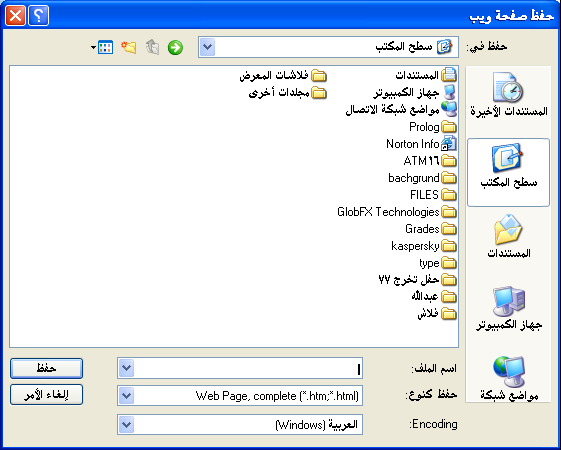 حفظ صفحة ويب
حفظ في:
سطح المكتب
المستندات الأخيرة
سطح المكتب
المستندات
جهاز الكمبيوتر
مواضع شبكة
المستندات
جهاز الكمبيوتر
مواضع شبكة الاتصال
Prolog
Norton Info
ATM ١٦
bachgrund
FILES
GlobFX Technologies
Grades
kaspersky
type
حفل تخرج ٧٧
عبدالله
فلاش
فلاشات المعرض
مجلدات أخرى
اسم الملف:
حفظ
حفظ كنوع:
Web Page, complete (*.htm;*.html)
إلغاء الأمر
Encoding:
العربية (Windows)